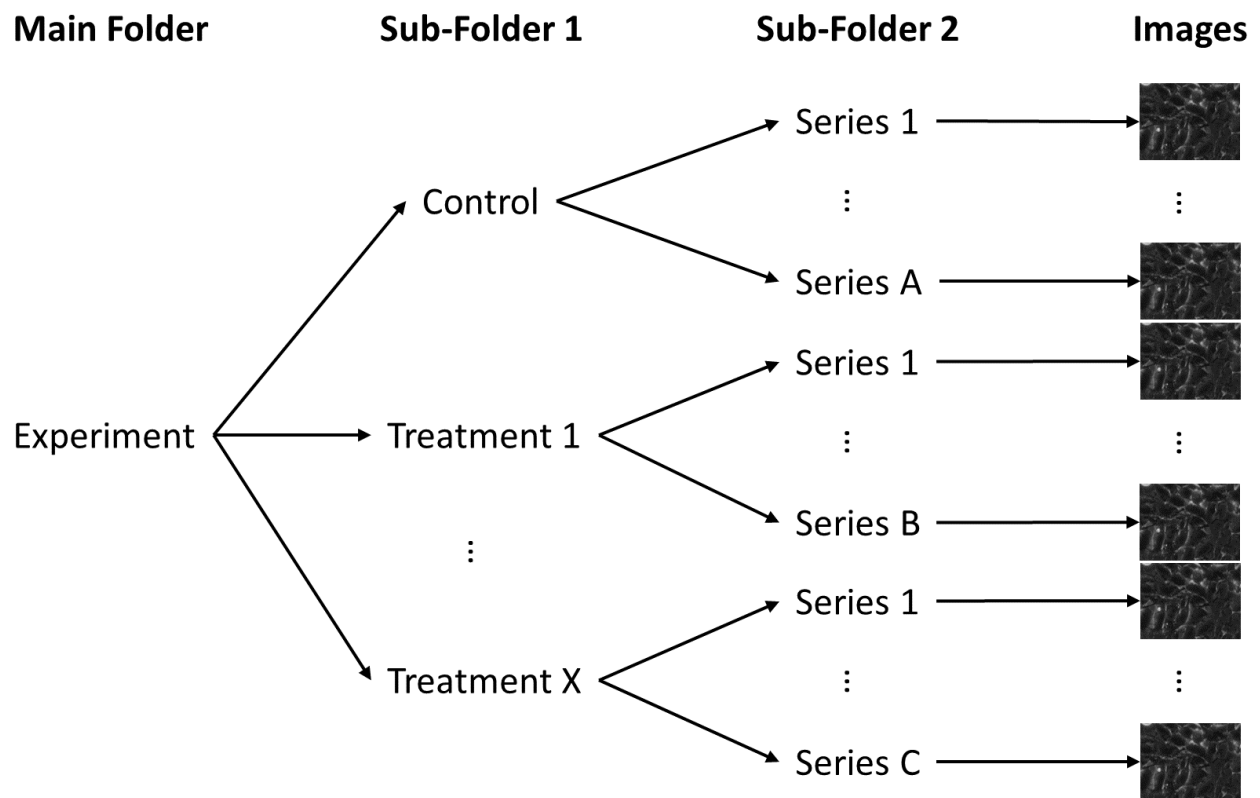 Main Folder Sub-Folder 1 Sub-Folder 2 Images
Series 1
Control
⋮ ⋮
Series A
Series 1
Experiment Treatment 1
⋮ ⋮
Series B
⋮
Series 1
Treatment X
⋮ ⋮
Series C